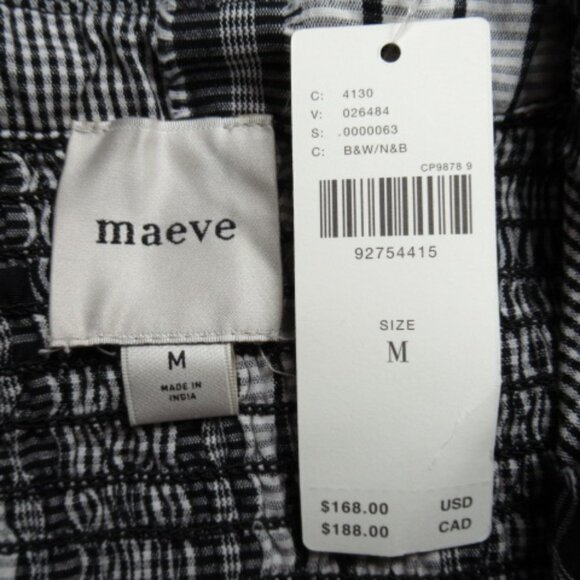 maeve
M
MADE IN
INDIA
C: 4130
V: 026484
S: .0000063
C: B&W/N&B
CP9878 9
92754415
SIZE
M
$168.00 USD
$188.00 CAD